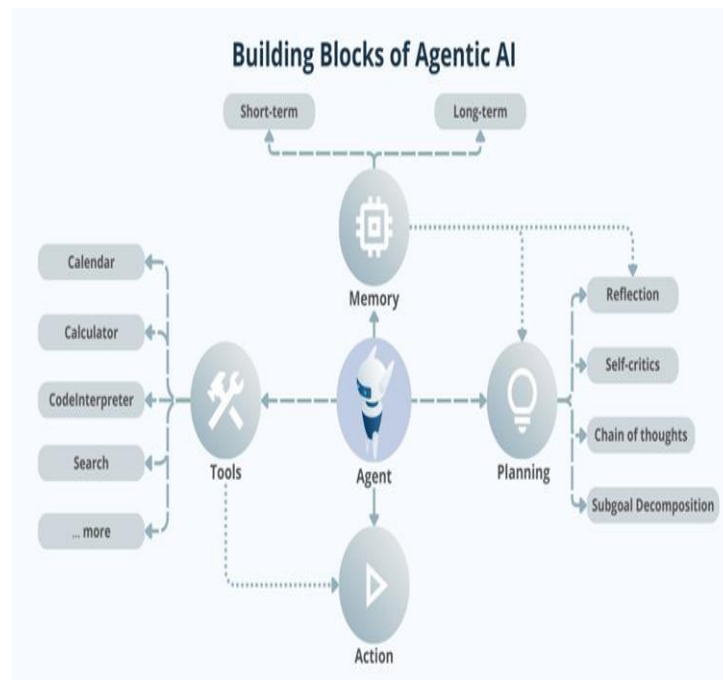 Building Blocks of Agentic AI
Short-term
Long-term
Memory
Calendar
Calculator
CodeInterpreter
Search
... more
Tools
Agent
Planning
Reflection
Self-critics
Chain of thoughts
Subgoal Decomposition
Action